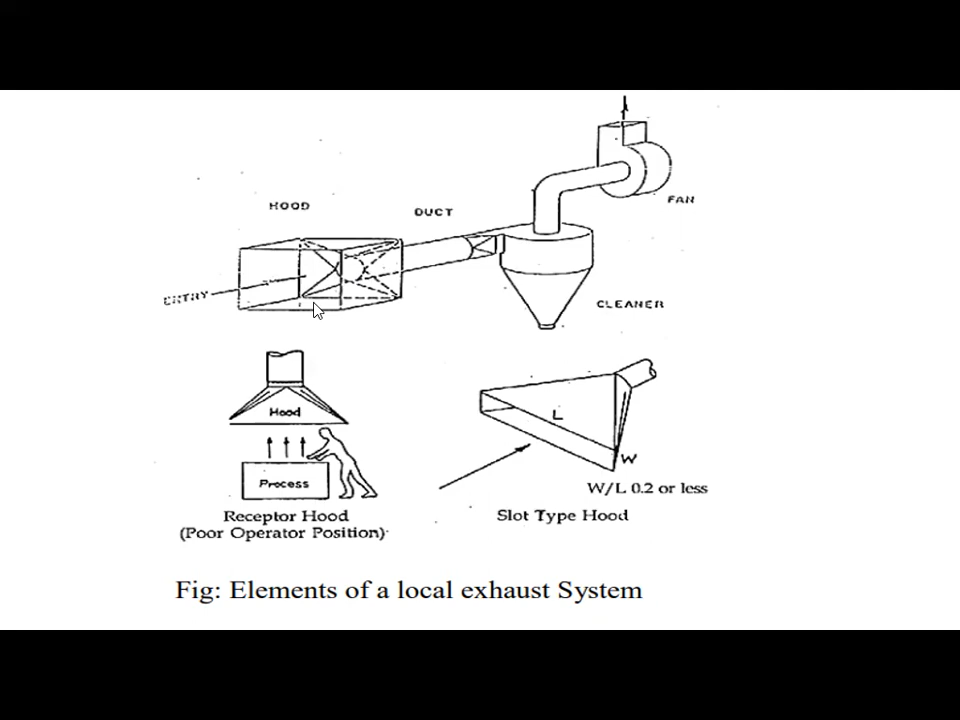 HOOD
DUCT
FAN
ENTRY
CLEANER
Hood
Process
L
W
W/L 0.2 or less
Receptor Hood
(Poor Operator Position)
Slot Type Hood
Fig: Elements of a local exhaust System